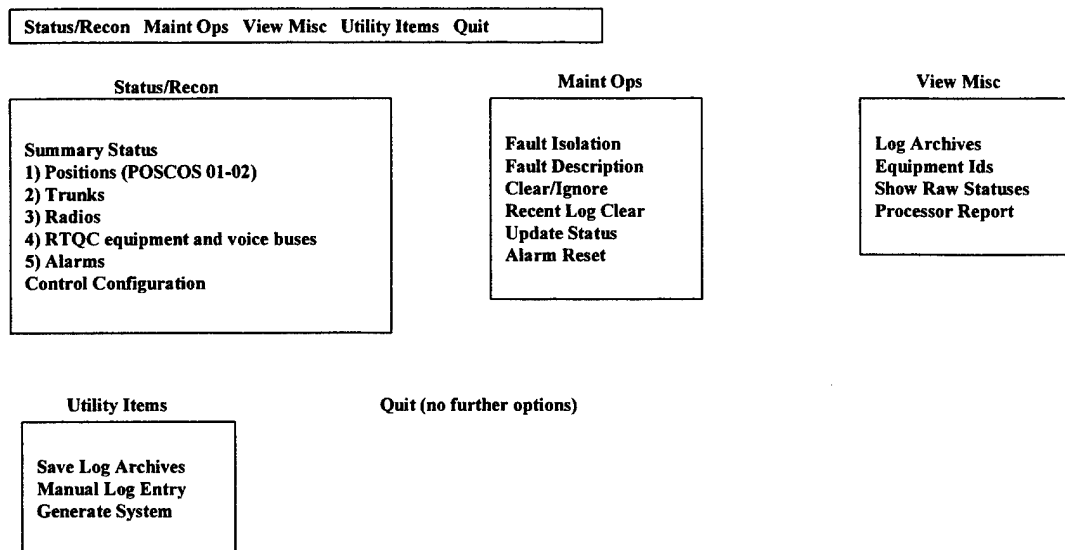 Status/Recon Maint Ops View Misc Utility Items Quit
Status/Recon
Summary Status
1) Positions (POSCOS 01-02)
2) Trunks
3) Radios
4) RTQC equipment and voice buses
5) Alarms
Control Configuration
Maint Ops
Fault Isolation
Fault Description
Clear/Ignore
Recent Log Clear
Update Status
Alarm Reset
View Misc
Log Archives
Equipment Ids
Show Raw Statuses
Processor Report
Utility Items
Save Log Archives
Manual Log Entry
Generate System
Quit (no further options)